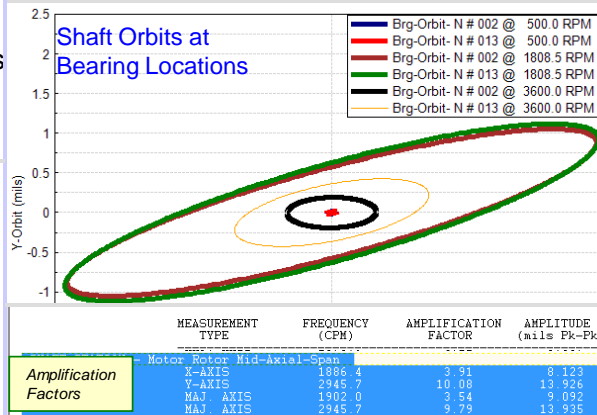 2.5
2
1.5
1
0.5
0
-0.5
-1
Y-Orbit (mils)
Shaft Orbits at
Bearing Locations
Brg-Orbit- N # 002 @ 500.0 RPM
Brg-Orbit- N # 013 @ 500.0 RPM
Brg-Orbit- N # 002 @ 1808.5 RPM
Brg-Orbit- N # 013 @ 1808.5 RPM
Brg-Orbit- N # 002 @ 3600.0 RPM
Brg-Orbit- N # 013 @ 3600.0 RPM
MEASUREMENT FREQUENCY AMPLIFICATION AMPLITUDE
TYPE (CPM) FACTOR (mils Pk-Pk
- Motor Rotor Mid-Axial-Span
Amplification
Factors
X-AXIS 1886.4 3.91 8.123
Y-AXIS 2945.7 10.08 13.926
MAJ. AXIS 1902.0 3.54 9.092
MAJ. AXIS 2945.7 9.79 13.935